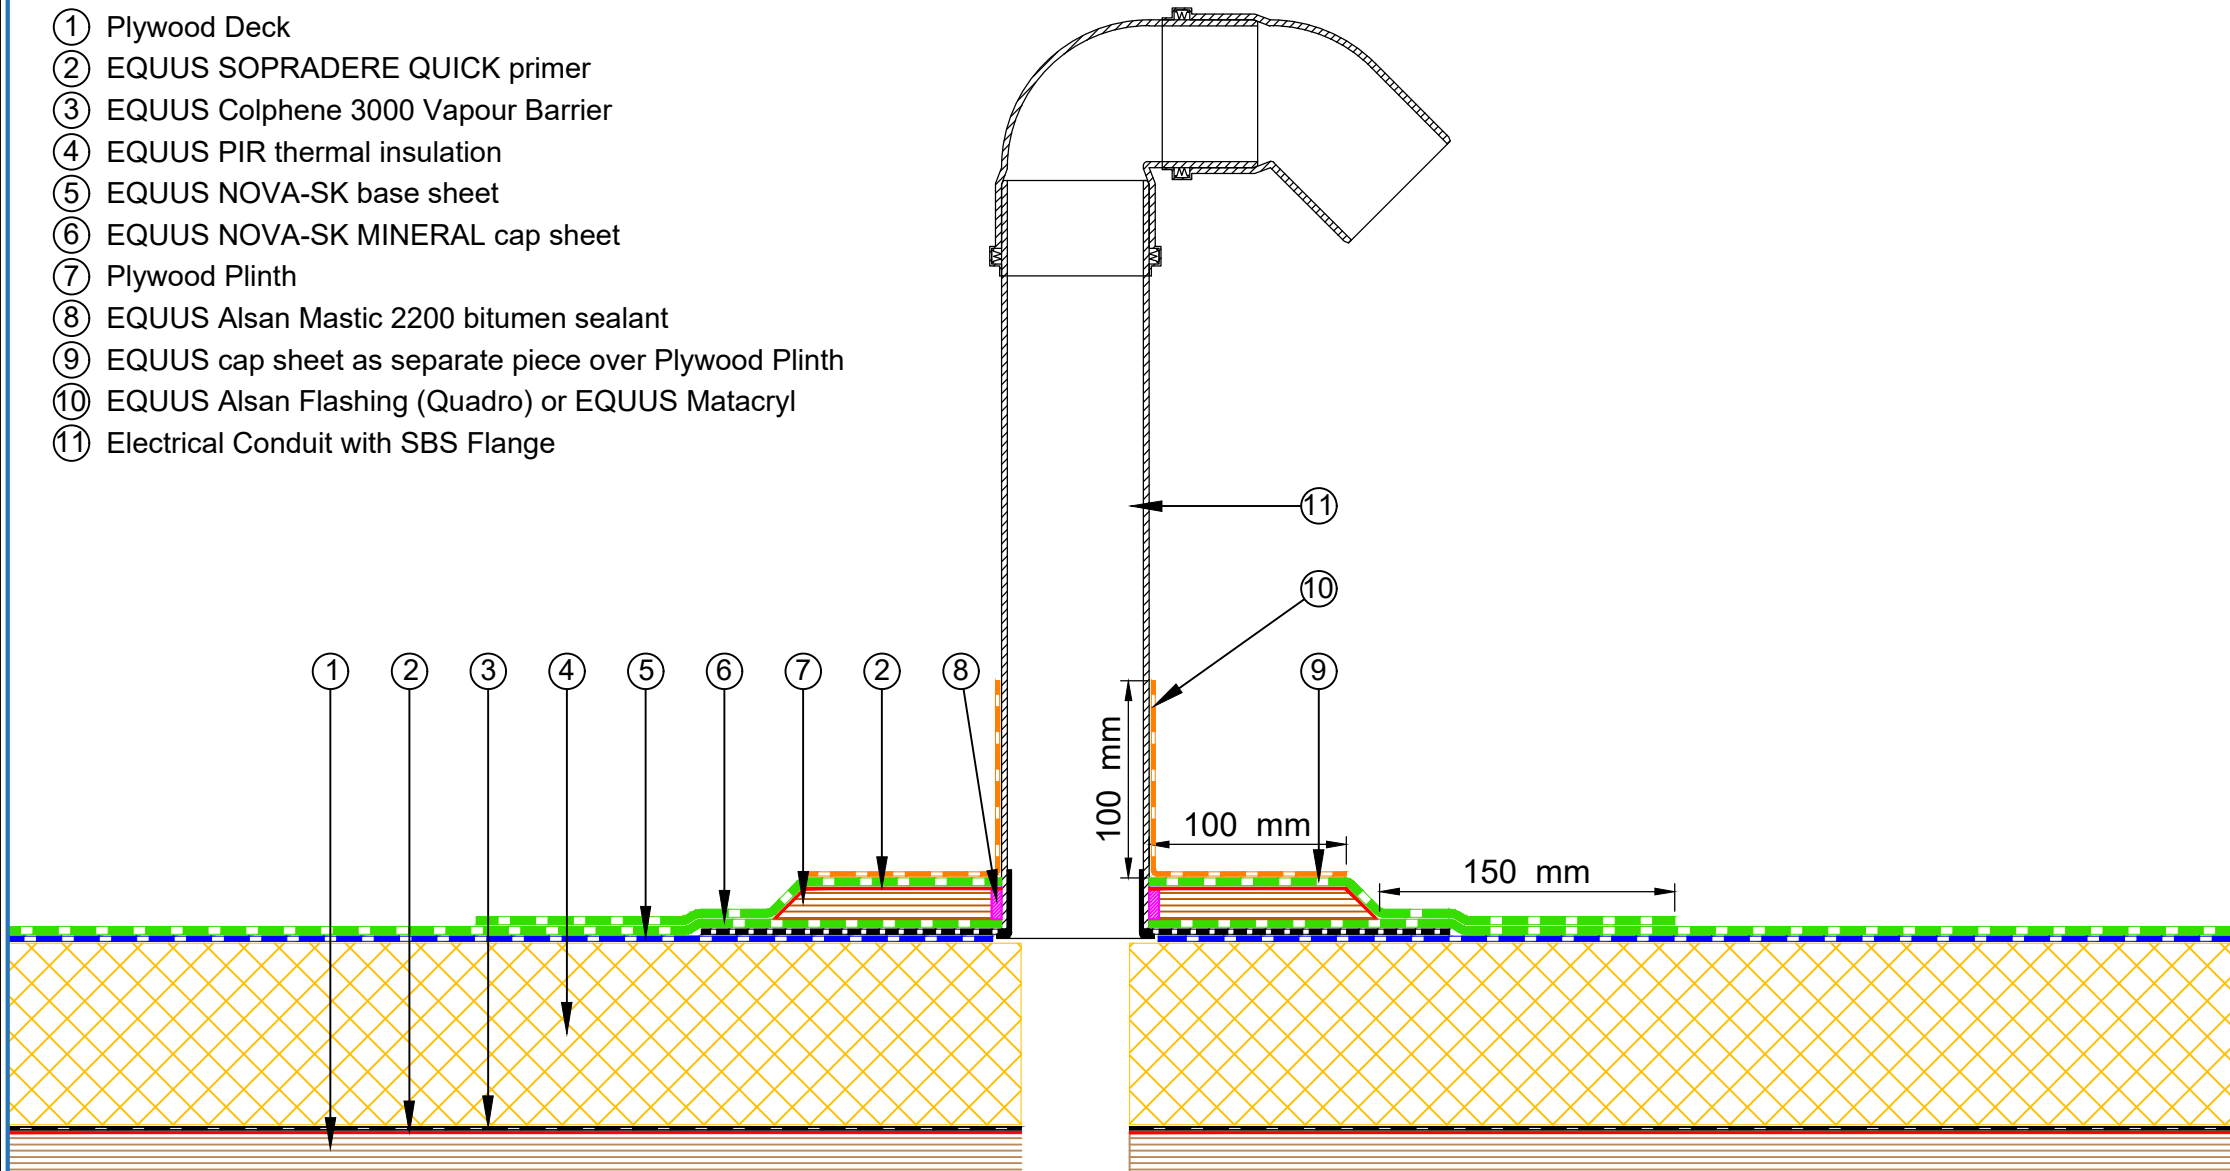 1 Plywood Deck
2 EQUUS SOPRADERE QUICK primer
3 EQUUS Colphene 3000 Vapour Barrier
4 EQUUS PIR thermal insulation
5 EQUUS NOVA-SK base sheet
6 EQUUS NOVA-SK MINERAL cap sheet
7 Plywood Plinth
8 EQUUS Alsan Mastic 2200 bitumen sealant
9 EQUUS cap sheet as separate piece over Plywood Plinth
10 EQUUS Alsan Flashing (Quadro) or EQUUS Matacryl
11 Electrical Conduit with SBS Flange
11
10
1 2 3 4 5 6 7 2 8 9
100 mm
100 mm
150 mm